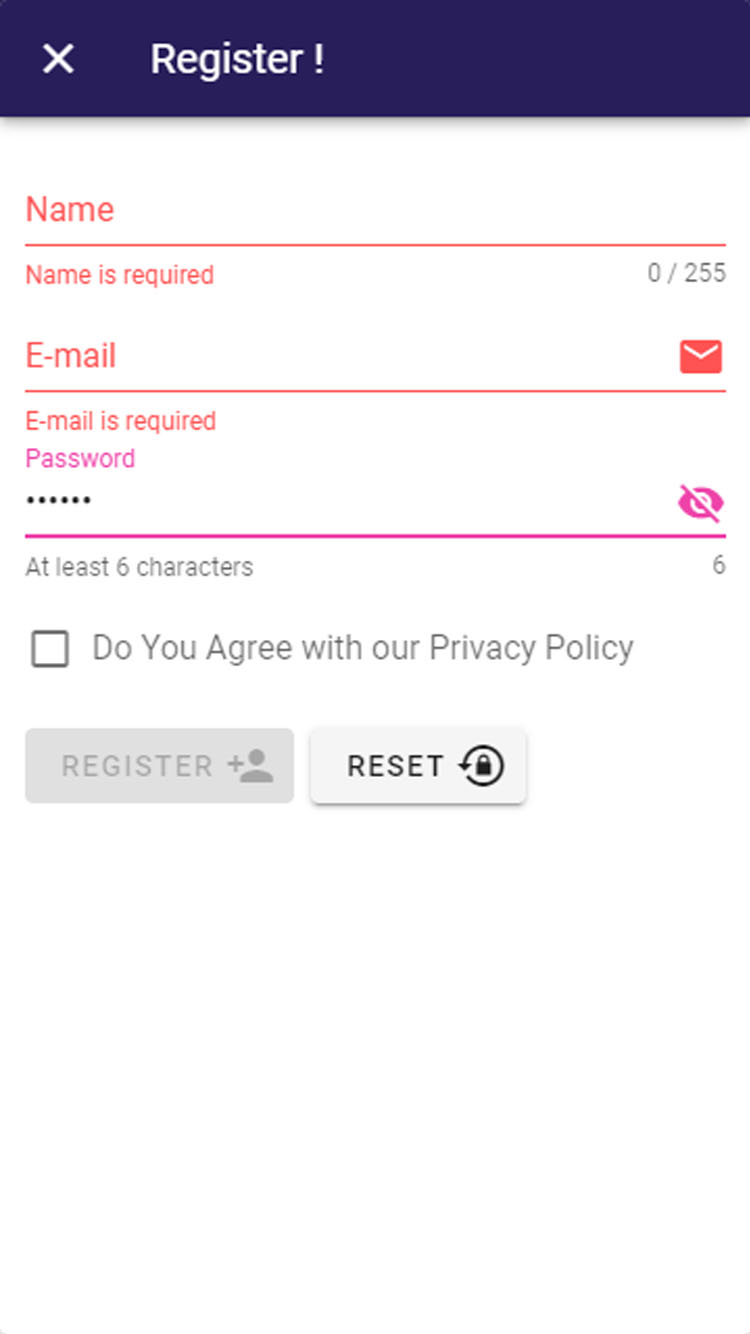 Register !
Name
Name is required 0 / 255
E-mail
E-mail is required
Password
••••••
At least 6 characters 6
Do You Agree with our Privacy Policy
REGISTER RESET